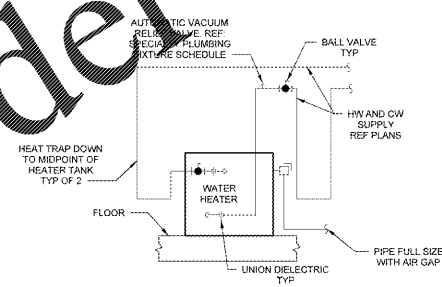 der
AUTOMATIC VACUUM
RELIEF VALVE. REF:
SPECIALTY PLUMBING
FIXTURE SCHEDULE
BALL VALVE
TYP
HW AND CW
SUPPLY
REF PLANS
HEAT TRAP DOWN
TO MIDPOINT OF
HEATER TANK
TYP OF 2
WATER
HEATER
FLOOR
PIPE FULL SIZE
WITH AIR GAP
UNION DIELECTRIC
TYP